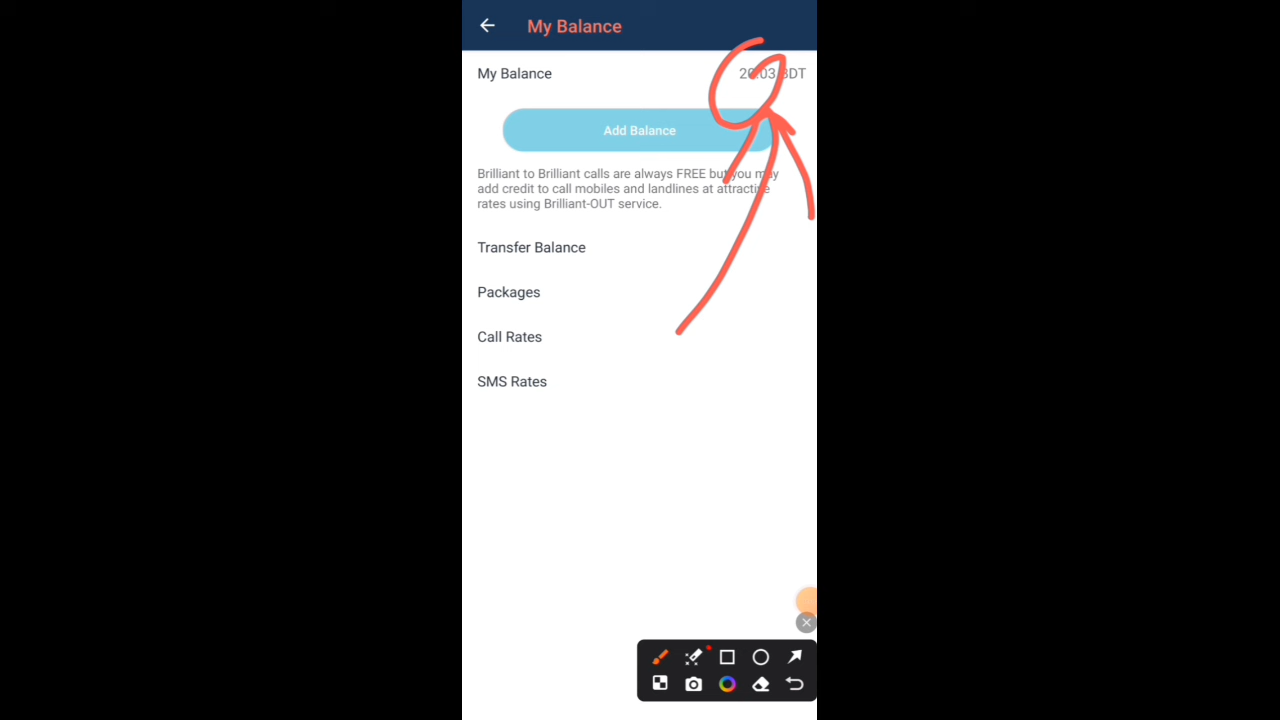 My Balance
My Balance 20.03 BDT
Add Balance
Brilliant to Brilliant calls are always FREE but you may
add credit to call mobiles and landlines at attractive
rates using Brilliant-OUT service.
Transfer Balance
Packages
Call Rates
SMS Rates